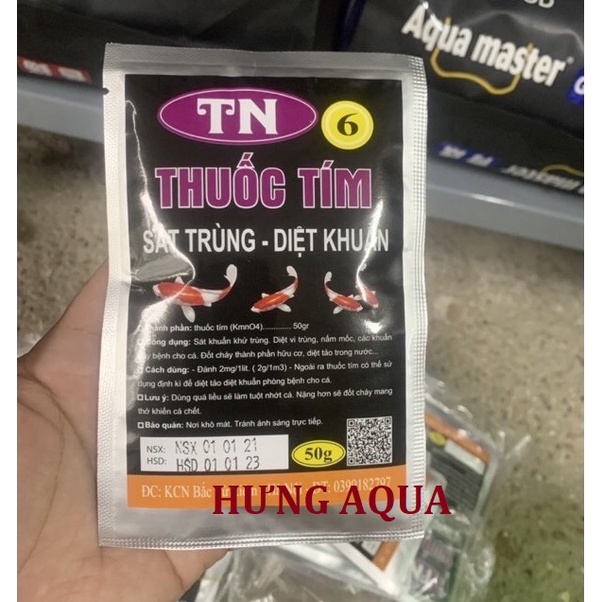 Aqua master®
TN
6
THUỐC TÍM
SÁT TRÙNG - DIỆT KHUẨN
Thành phần: thuốc tím (KmnO4)............. 50gr
Công dụng: Sát khuẩn khử trùng. Diệt vi trùng, nấm mốc, các khuẩn
gây bệnh cho cá. Đốt cháy thành phần hữu cơ, diệt tảo trong nước...
Cách dùng: - Đánh 2mg/1lit. ( 2g/1m3) - Ngoài ra thuốc tím có thể sử
dụng định kì để diệt tảo diệt khuẩn phòng bệnh cho cá.
Lưu ý: Dùng quá liều sẽ làm tuột nhớt cá. Nặng hơn sẽ đốt cháy mang
thở khiến cá chết.
Bảo quản: Nơi khô mát. Tránh ánh sáng trực tiếp.
NSX: NSX 01 01 21
HSD: HSD 01 01 23
50g
ĐC: KCN Bắc ĐT: 0399182797
HƯNG AQUA